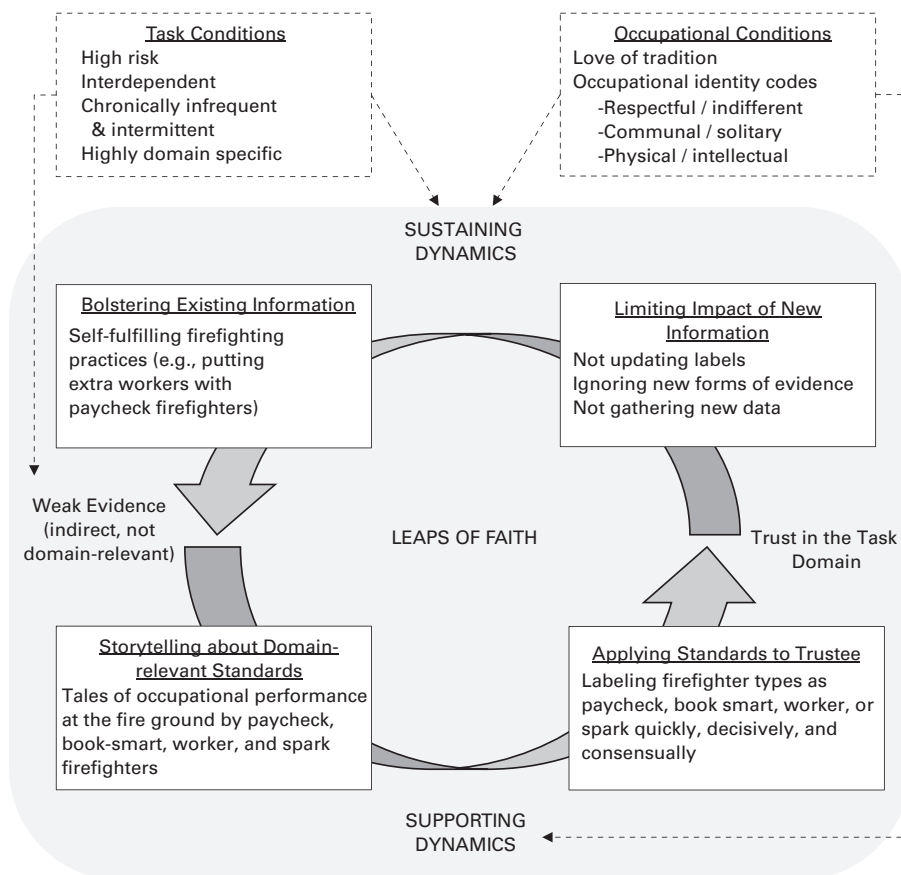 Task Conditions
High risk
Interdependent
Chronically infrequent
& intermittent
Highly domain specific
Occupational Conditions
Love of tradition
Occupational identity codes
-Respectful / indifferent
-Communal / solitary
-Physical / intellectual
SUSTAINING
DYNAMICS
Bolstering Existing Information
Self-fulfilling firefighting
practices (e.g., putting
extra workers with
paycheck firefighters)
Limiting Impact of New
Information
Not updating labels
Ignoring new forms of evidence
Not gathering new data
Weak Evidence
(indirect, not
domain-relevant)
LEAPS OF FAITH
Trust in the Task
Domain
Storytelling about Domain-
relevant Standards
Tales of occupational performance
at the fire ground by paycheck,
book-smart, worker, and spark
firefighters
Applying Standards to Trustee
Labeling firefighter types as
paycheck, book smart, worker, or
spark quickly, decisively, and
consensually
SUPPORTING
DYNAMICS